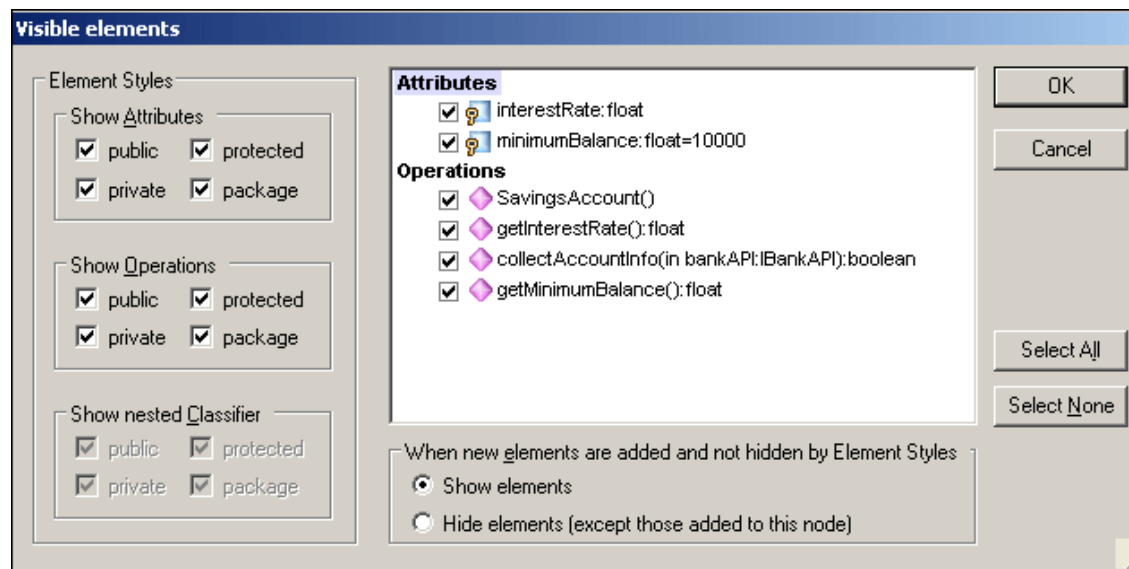 Visible elements
Element Styles
Show Attributes
public protected
private package
Show Operations
public protected
private package
Show nested Classifier
public protected
private package
Attributes
interestRate:float
minimumBalance:float=10000
Operations
SavingsAccount()
getInterestRate():float
collectAccountInfo(in bankAPI:IBankAPI):boolean
getMinimumBalance():float
When new elements are added and not hidden by Element Styles
Show elements
Hide elements (except those added to this node)
OK
Cancel
Select All
Select None